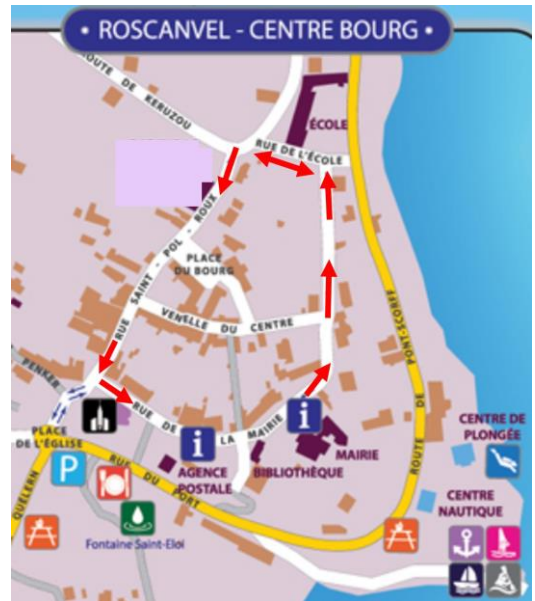 • ROSCANVEL - CENTRE BOURG •
ROUTE DE KERUZOU
ÉCOLE
RUE DE L'ÉCOLE
RUE SAINT - POL - ROUX
PLACE
DU BOURG
VENELLE DU CENTRE
ROUTE DE PONT-SCORFF
PENKER
PLACE
DE L'ÉGLISE
RUE DE LA MAIRIE
i
i
MAIRIE
BIBLIOTHÈQUE
AGENCE
POSTALE
CENTRE DE
PLONGÉE
CENTRE
NAUTIQUE
P
RUE DU PORT
QUELERN
Fontaine Saint-Eloi